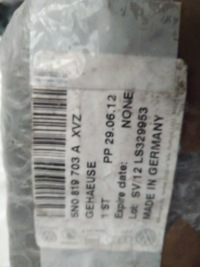 5N0 819 703 A XVZ
GEHAEUSE
1 ST PP 29.06.12
Expire date: NONE
Lot: SV/12 LS329953
MADE IN GERMANY